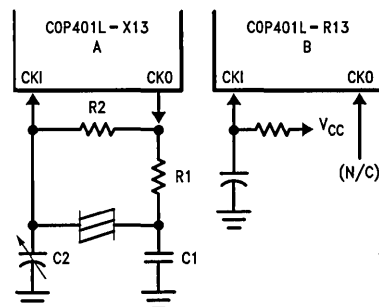 COP401L-X13
A
CKI
CKO
R2
R1
C2
C1
COP401L-R13
B
CKI
CKO
VCC
(N/C)